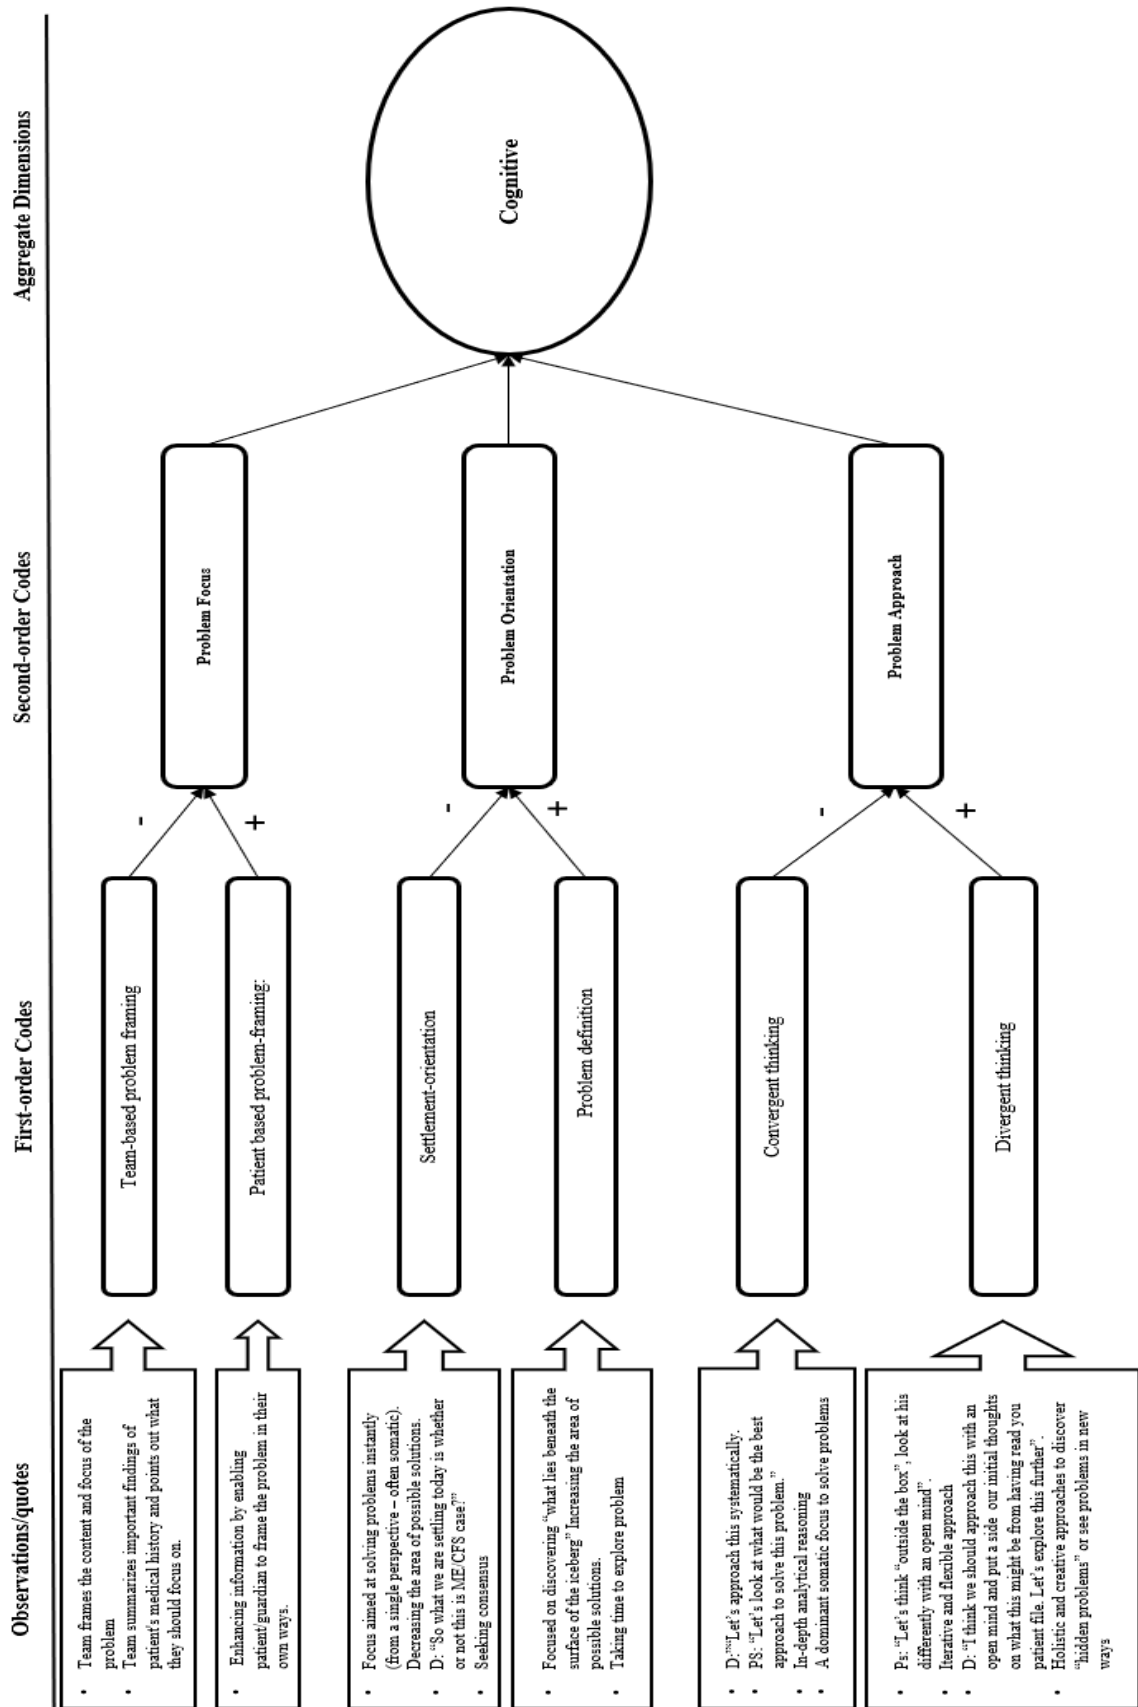 Observations/quotes
First-order Codes
Second-order Codes
Aggregate Dimensions
• Team frames the content and focus of the
problem
• Team summarizes important findings of
patient's medical history and points out what
they should focus on.
Team-based problem framing
-
Problem Focus
• Enhancing information by enabling
patient/guardian to frame the problem in their
own ways.
Patient based problem-framing:
+
• Focus aimed at solving problems instantly
(from a single perspective – often somatic).
Decreasing the area of possible solutions.
• D: “So what we are settling today is whether
or not this is ME/CFS case?”
• Seeking consensus
Settlement-orientation
-
Problem Orientation
Cognitive
• Focused on discovering “what lies beneath the
surface of the iceberg” Increasing the area of
possible solutions.
• Taking time to explore problem
Problem definition
+
• D:”“Let's approach this systematically.
• PS: “Let's look at what would be the best
approach to solve this problem.”
• In-depth analytical reasoning
• A dominant somatic focus to solve problems
Convergent thinking
-
Problem Approach
• Ps: “Let's think “outside the box”, look at his
differently with an open mind”.
• Iterative and flexible approach
• D: “I think we should approach this with an
open mind and put a side our initial thoughts
on what this might be from having read you
patient file. Let's explore this further”.
• Holistic and creative approaches to discover
“hidden problems” or see problems in new
ways
Divergent thinking
+